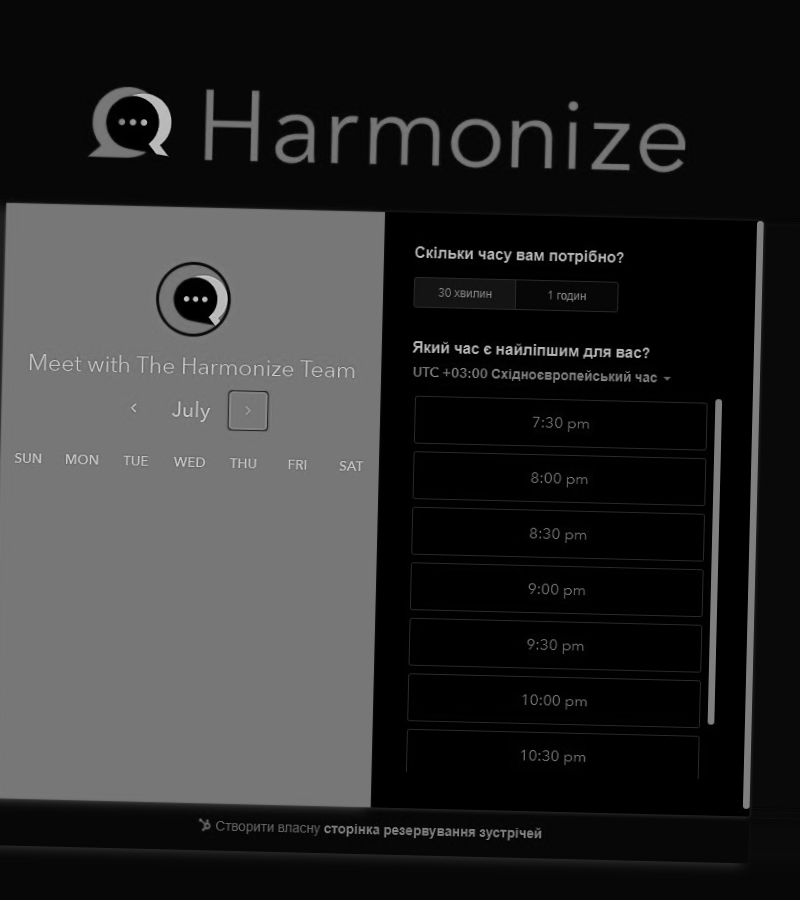 Harmonize
Meet with The Harmonize Team
July
SUN MON TUE WED THU FRI SAT
Скільки часу вам потрібно?
30 хвилин 1 годин
Який час є найліпшим для вас?
UTC +03:00 Східноєвропейський час
7:30 pm
8:00 pm
8:30 pm
9:00 pm
9:30 pm
10:00 pm
10:30 pm
Створити власну сторінка резервування зустрічей